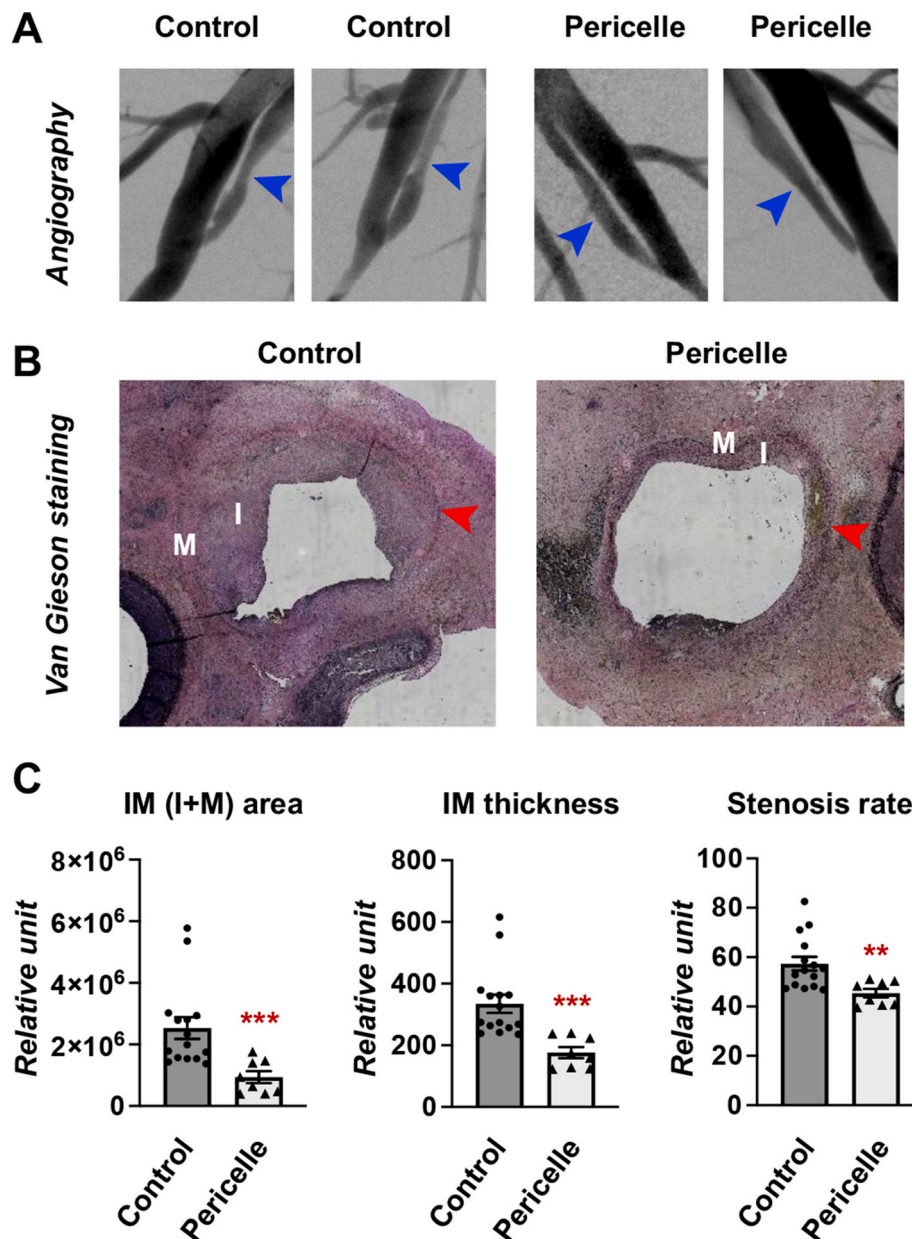 A
Control Control Pericelle Pericelle
Angiography
B
Control Pericelle
Van Gieson staining
M I
M I
C
IM (I+M) area
Relative unit
8×10⁶
6×10⁶
4×10⁶
2×10⁶
0
***
Control
Pericelle
IM thickness
Relative unit
800
600
400
200
0
***
Control
Pericelle
Stenosis rate
Relative unit
100
80
60
40
20
0
**
Control
Pericelle